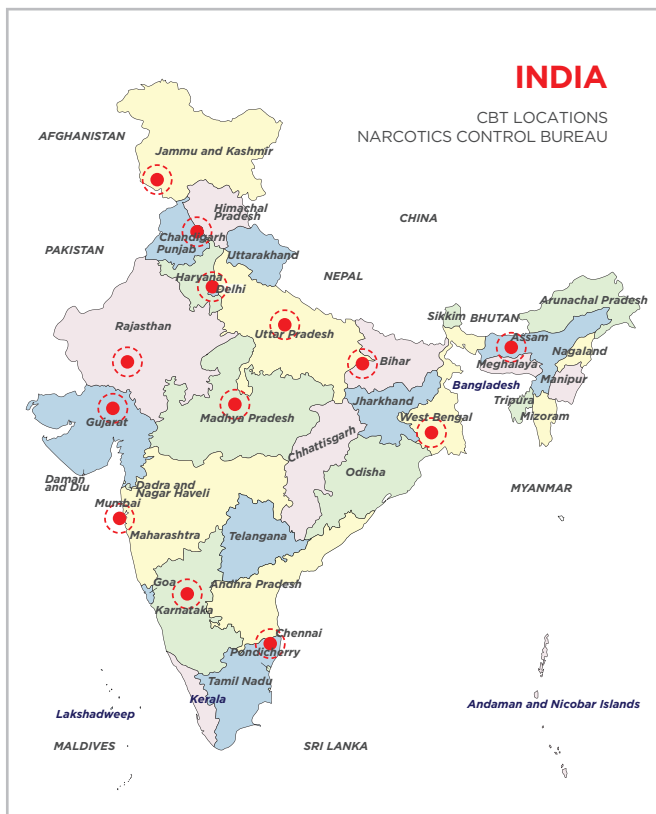 INDIA
CBT LOCATIONS
NARCOTICS CONTROL BUREAU
AFGHANISTAN
Jammu and Kashmir
Himachal
Pradesh
CHINA
Chandigarh
Punjab
PAKISTAN
Uttarakhand
NEPAL
Haryana
Delhi
Arunachal Pradesh
Sikkim
BHUTAN
Rajasthan
Uttar Pradesh
Assam
Nagaland
Bihar
Meghalaya
Manipur
Bangladesh
Jharkhand
Tripura
Gujarat
Madhya Pradesh
West-Bengal
Mizoram
Chhattisgarh
Odisha
Daman
and Diu
Dadra and
Nagar Haveli
MYANMAR
Mumbai
Maharashtra
Telangana
Goa
Andhra Pradesh
Karnataka
Chennai
Pondicherry
Tamil Nadu
Kerala
Lakshadweep
Andaman and Nicobar Islands
MALDIVES
SRI LANKA